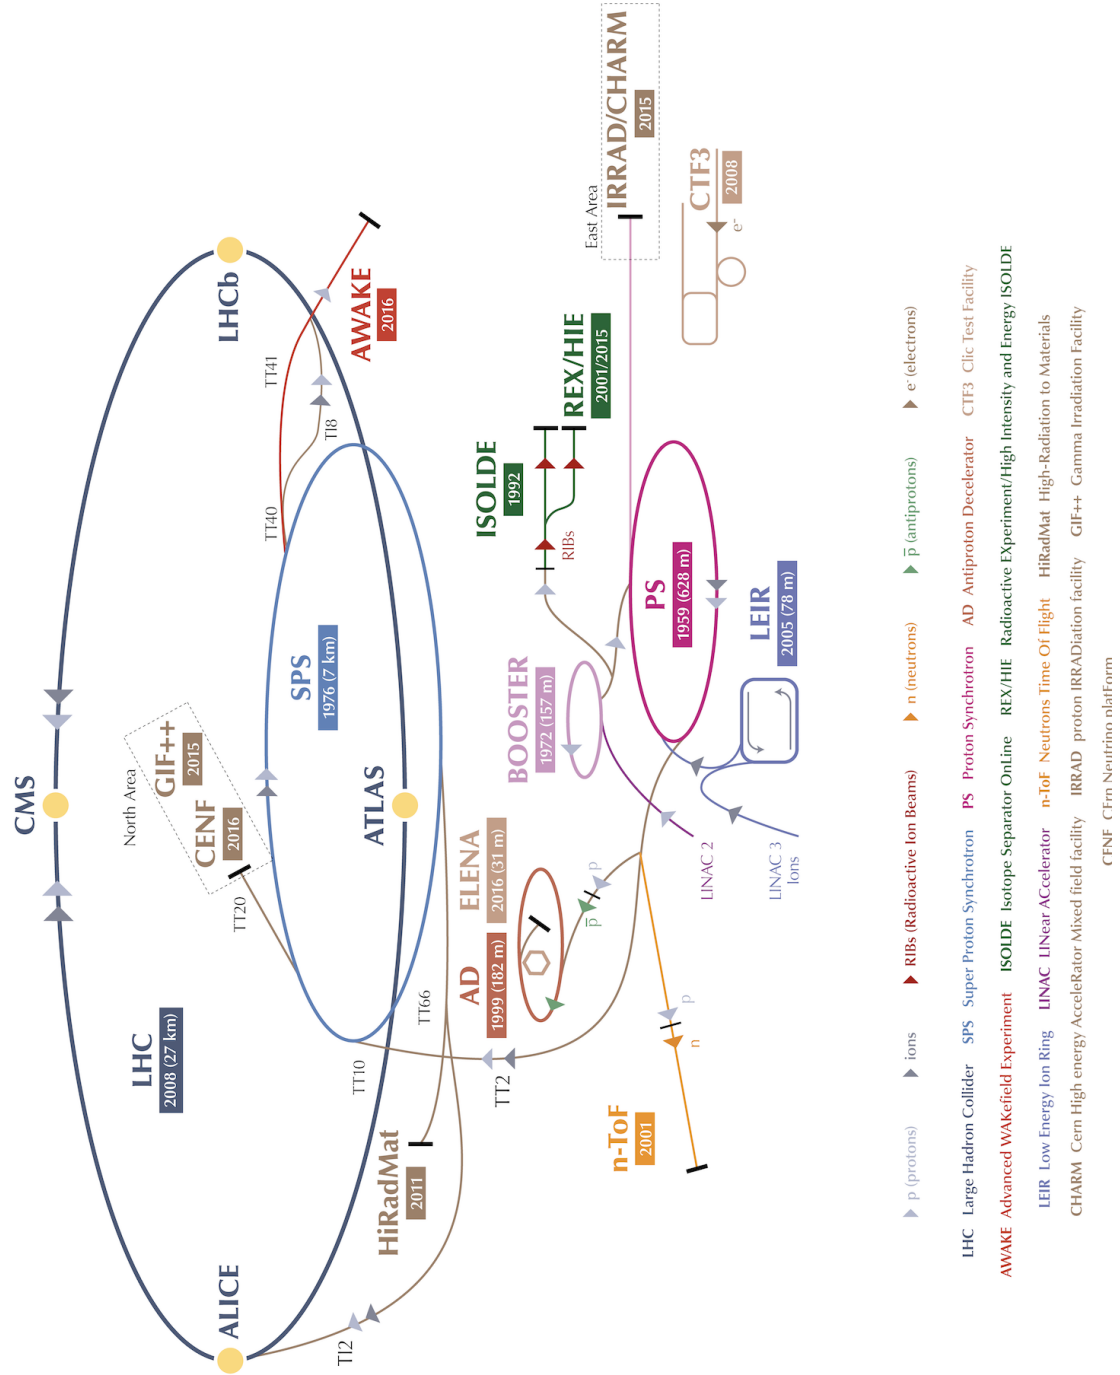 CMS
North Area
GIF++
2015
CENF
2016
TT20
LHC
2008 (27 km)
ALICE
LHCb
TT41
TT40
TI8
AWAKE
2016
SPS
1976 (7 km)
ATLAS
TT10
TT66
HiRadMat
2011
TI2
TT2
AD
1999 (182 m)
ELENA
2016 (31 m)
p
p̄
ISOLDE
1992
REX/HIE
2001/2015
RIBs
East Area
IRRAD/CHARM
2015
BOOSTER
1972 (157 m)
PS
1959 (628 m)
CTF3
2008
e-
p
n
n-ToF
2001
LINAC 2
LINAC 3
Ions
LEIR
2005 (78 m)
p (protons) ions RIBs (Radioactive Ion Beams) n (neutrons) p̄ (antiprotons) e- (electrons)
LHC Large Hadron Collider SPS Super Proton Synchrotron PS Proton Synchrotron AD Antiproton Decelerator CTF3 Clic Test Facility
AWAKE Advanced WAKefield Experiment ISOLDE Isotope Separator OnLine REX/HIE Radioactive EXperiment/High Intensity and Energy ISOLDE
LEIR Low Energy Ion Ring LINAC LINear ACcelerator n-ToF Neutrons Time Of Flight HiRadMat High-Radiation to Materials
CHARM Cern High energy AcceleRator Mixed field facility IRRAD proton IRRADiation facility GIF++ Gamma Irradiation Facility
CENF CErn Neutrino platForm